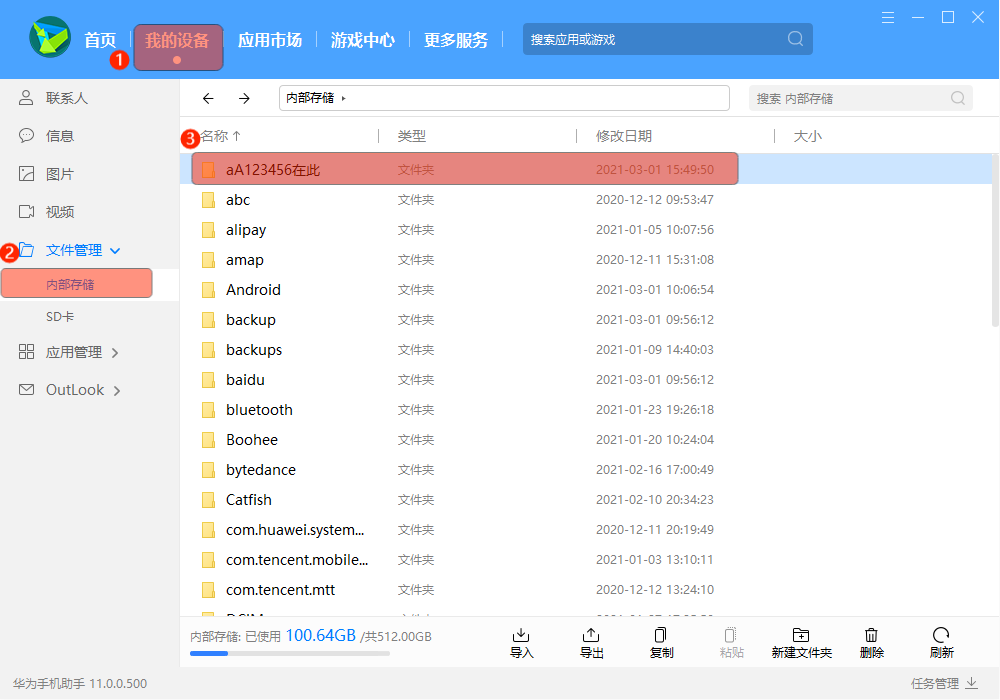 首页 我的设备 应用市场 游戏中心 更多服务 搜索应用或游戏
1
联系人
信息
图片
视频
2 文件管理
内部存储
SD卡
应用管理
OutLook
内部存储 搜索 内部存储
3 名称 类型 修改日期 大小
aA123456在此 文件夹 2021-03-01 15:49:50
abc 文件夹 2020-12-12 09:53:47
alipay 文件夹 2021-01-05 10:07:56
amap 文件夹 2020-12-11 15:31:08
Android 文件夹 2021-03-01 10:06:54
backup 文件夹 2021-03-01 09:56:12
backups 文件夹 2021-01-09 14:40:03
baidu 文件夹 2021-03-01 09:56:12
bluetooth 文件夹 2021-01-23 19:26:18
Boohee 文件夹 2021-01-20 10:24:04
bytedance 文件夹 2021-02-16 17:00:49
Catfish 文件夹 2021-02-10 20:34:23
com.huawei.system... 文件夹 2020-12-11 20:19:49
com.tencent.mobile... 文件夹 2021-01-03 13:10:11
com.tencent.mtt 文件夹 2020-12-12 13:24:10
内部存储: 已使用 100.64GB /共512.00GB
导入 导出 复制 粘贴 新建文件夹 删除 刷新
华为手机助手 11.0.0.500 任务管理